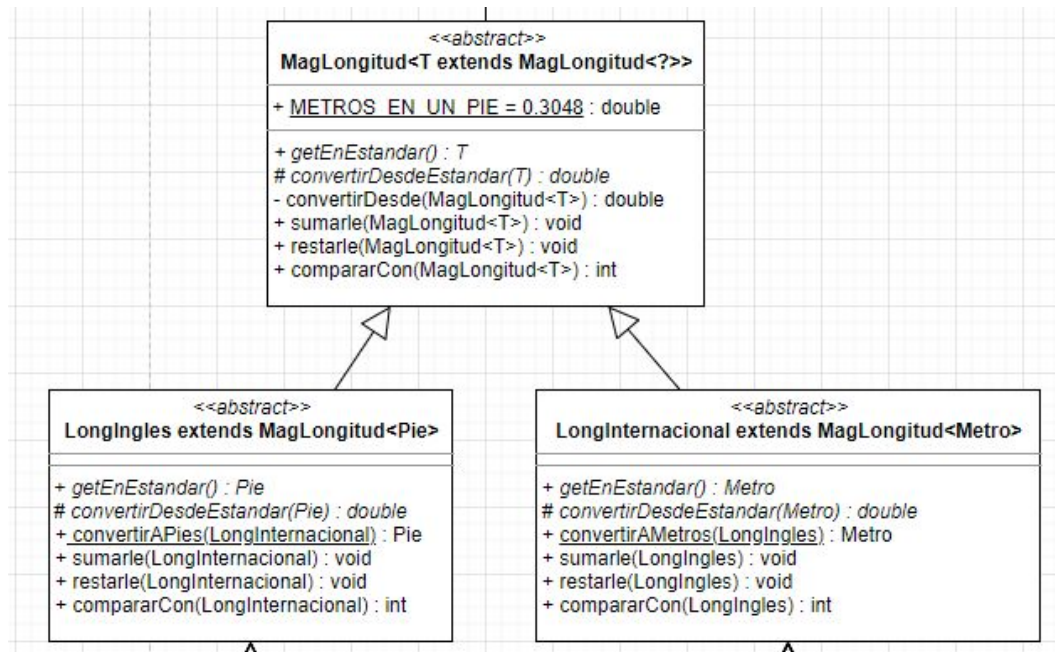 <<abstract>>
MagLongitud<T extends MagLongitud<?>>
+ METROS_EN_UN_PIE = 0.3048 : double
+ getEnEstandar() : T
# convertirDesdeEstandar(T) : double
- convertirDesde(MagLongitud<T>) : double
+ sumarle(MagLongitud<T>) : void
+ restarle(MagLongitud<T>) : void
+ compararCon(MagLongitud<T>) : int
<<abstract>>
LongIngles extends MagLongitud<Pie>
+ getEnEstandar() : Pie
# convertirDesdeEstandar(Pie) : double
+ convertirAPies(LongInternacional) : Pie
+ sumarle(LongInternacional) : void
+ restarle(LongInternacional) : void
+ compararCon(LongInternacional) : int
<<abstract>>
LongInternacional extends MagLongitud<Metro>
+ getEnEstandar() : Metro
# convertirDesdeEstandar(Metro) : double
+ convertirAMetros(LongIngles) : Metro
+ sumarle(LongIngles) : void
+ restarle(LongIngles) : void
+ compararCon(LongIngles) : int